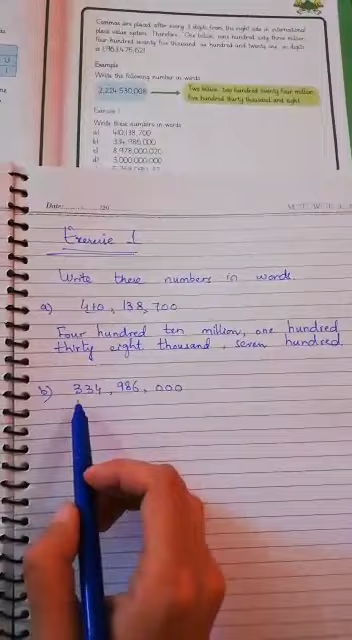 Commas are placed after every 3 digits from the right side in international
place value system. Therefore, One billion, one hundred sixty three million
four hundred seventy five thousand, six hundred and twenty one in digits
is 1,163,475,621
Example
Write the following number in words
2,224,530,008
Two billion, two hundred twenty four million
five hundred thirty thousand and eight
Exercise 1
Write these numbers in words
a) 410,138,700
b) 334,986,000
c) 8,978,000,020
d) 3,000,000,000
Date:
20
M T W T F S
Exercise 1
Write these numbers in words.
a) 410, 138, 700
Four hundred ten million, one hundred
thirty eight thousand, seven hundred
b) 334, 986, 000